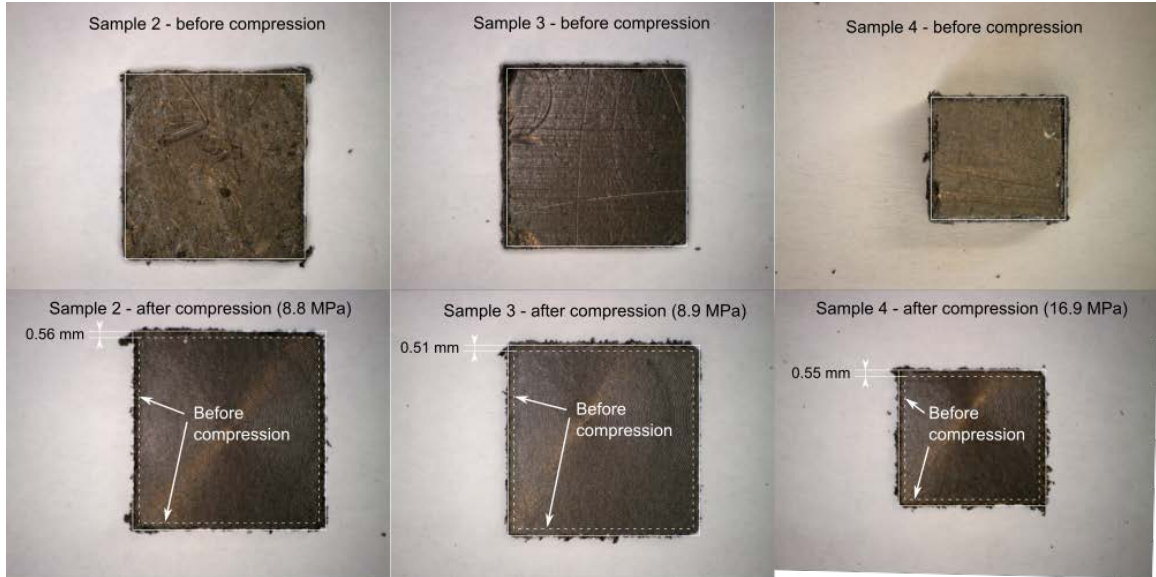 Sample 2 - before compression
Sample 3 - before compression
Sample 4 - before compression
Sample 2 - after compression (8.8 MPa)
0.56 mm
Before
compression
Sample 3 - after compression (8.9 MPa)
0.51 mm
Before
compression
Sample 4 - after compression (16.9 MPa)
0.55 mm
Before
compression